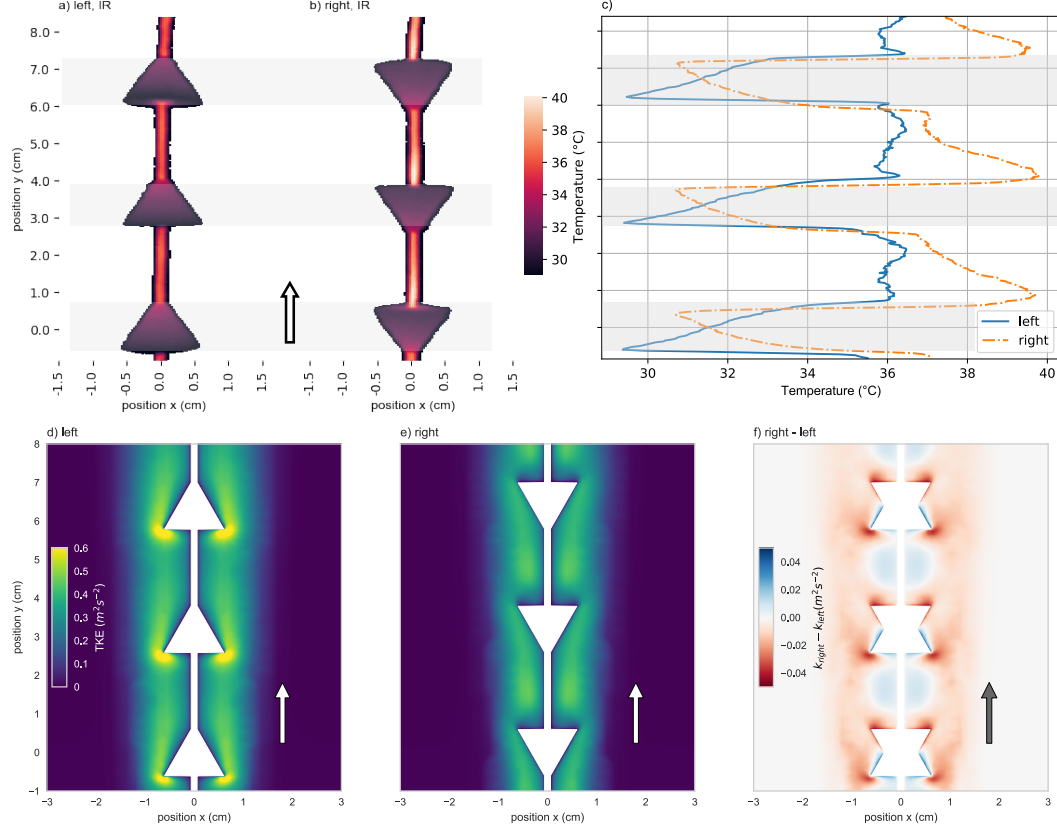 a) left, IR
b) right, IR
c)
8.0
7.0
6.0
5.0
4.0
3.0
2.0
1.0
0.0
position y (cm)
-1.5
-1.0
-0.5
0.0
0.5
1.0
1.5
-1.5
-1.0
-0.5
0.0
0.5
1.0
1.5
position x (cm)
position x (cm)
40
38
36
34
32
30
Temperature (°C)
left
right
30
32
34
36
38
40
Temperature (°C)
d) left
e) right
f) right - left
8
7
6
5
4
3
2
1
0
−1
position y (cm)
0.6
0.5
0.4
0.3
0.2
0.1
0
TKE (m²s⁻²)
0.04
0.02
0.00
−0.02
−0.04
k_right − k_left(m²s⁻²)
−3 −2 −1 0 1 2 3
−3 −2 −1 0 1 2 3
−3 −2 −1 0 1 2 3
position x (cm)
position x (cm)
position x (cm)